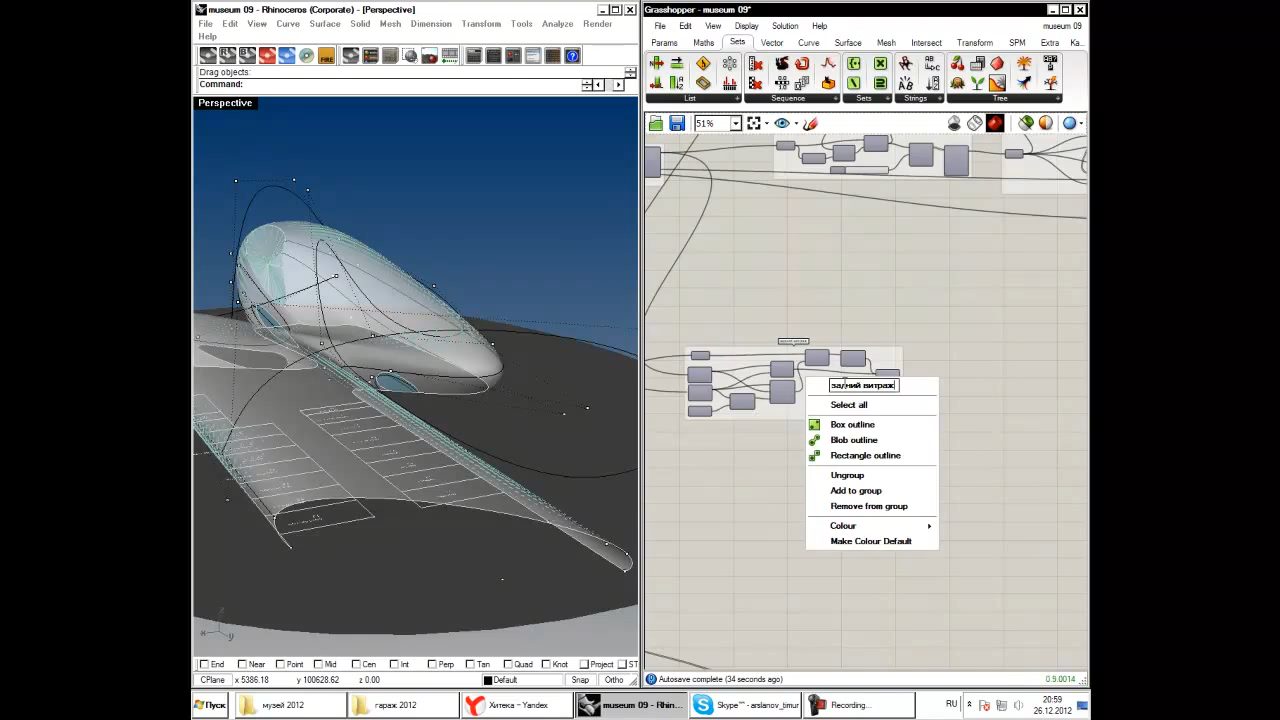 museum 09 - Rhinoceros (Corporate) - [Perspective]
File Edit View Curve Surface Solid Mesh Dimension Transform Tools Analyze Render
Help
FIRE
Drag objects:
Command:
Perspective
z
x y
End Near Point Mid Cen Int Perp Tan Quad Knot Project ST
CPlane x 5386.18 y 100628.62 z 0.00 Default Snap Ortho
Grasshopper - museum 09*
File Edit View Display Solution Help museum 09
Params Maths Sets Vector Curve Surface Mesh Intersect Transform SPM Extra Ka...
List Sequence Sets Strings Tree
51%
задний витраж
Select all
Box outline
Blob outline
Rectangle outline
Ungroup
Add to group
Remove from group
Colour
Make Colour Default
Autosave complete (34 seconds ago) 0.9.0014
Пуск музей 2012 гараж 2012 Хитека – Yandex museum 09 - Rhin... Skype™ - arslanov_timur Recording... RU 20:59
26.12.2012